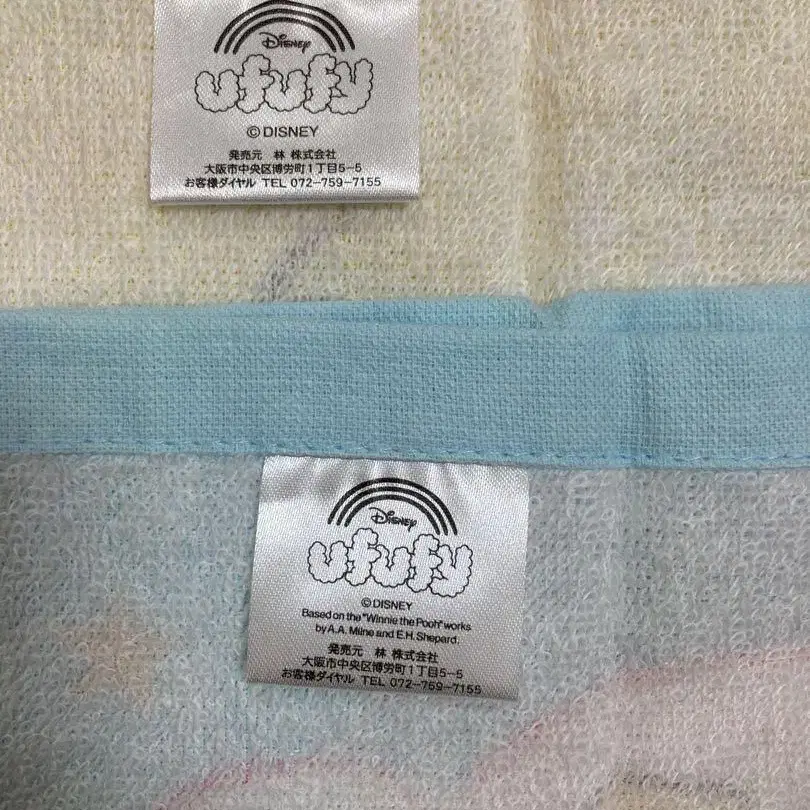 Disney
ufufy
© DISNEY
発売元 林 株式会社
大阪市中央区博労町1丁目5-5
お客様ダイヤル TEL 072-759-7155
Disney
ufufy
© DISNEY
Based on the "Winnie the Pooh" works
by A.A. Milne and E.H. Shepard.
発売元 林 株式会社
大阪市中央区博労町1丁目5-5
お客様ダイヤル TEL 072-759-7155